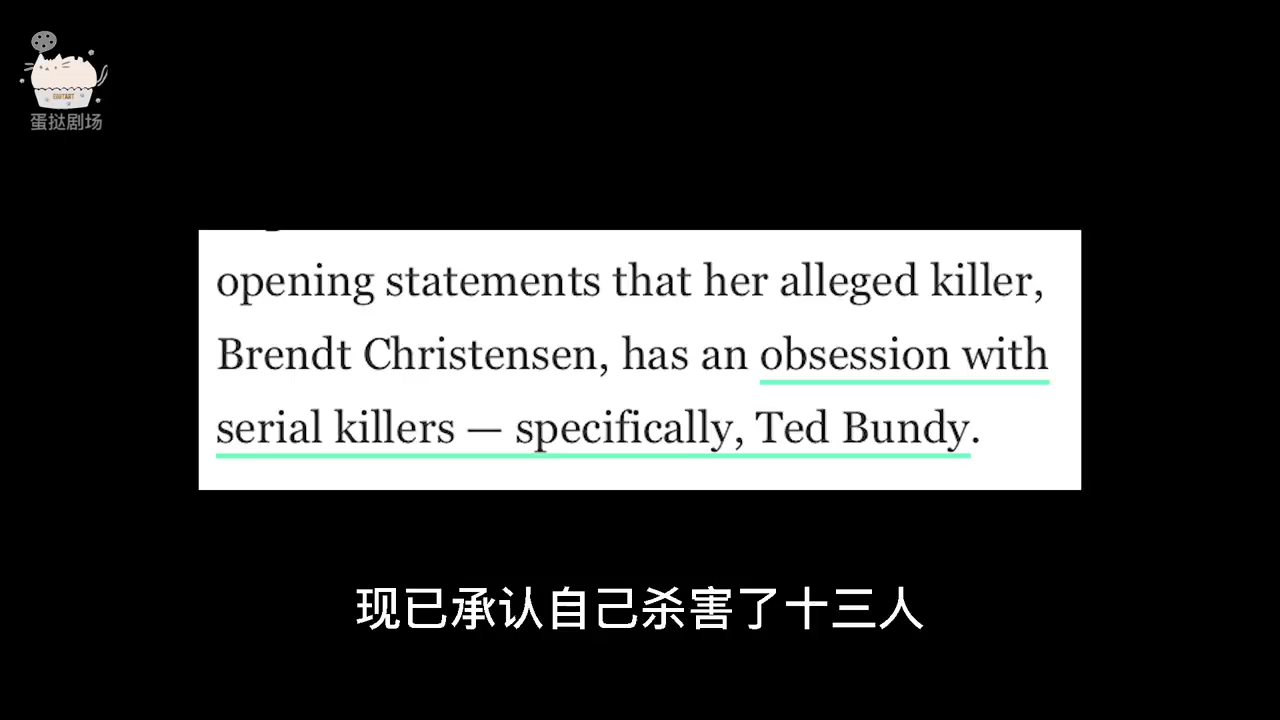 EGGTART
蛋挞剧场
opening statements that her alleged killer,
Brendt Christensen, has an obsession with
serial killers — specifically, Ted Bundy.
现已承认自己杀害了十三人